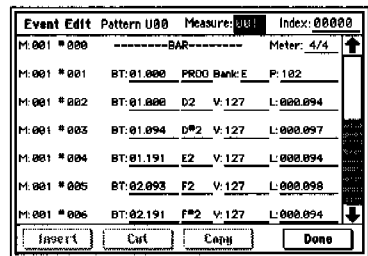 Event Edit Pattern U00 Measure: 001 Index: 00000
M: 001 #000 --------BAR-------- Meter: 4/4
M: 001 #001 BT: 01.000 PROG Bank: E P: 102
M: 001 #002 BT: 01.000 D2 V: 127 L: 000.094
M: 001 #003 BT: 01.094 D#2 V: 127 L: 000.097
M: 001 #004 BT: 01.191 E2 V: 127 L: 000.094
M: 001 #005 BT: 02.093 F2 V: 127 L: 000.098
M: 001 #006 BT: 02.191 F#2 V: 127 L: 000.094
Insert Cut Copy Done